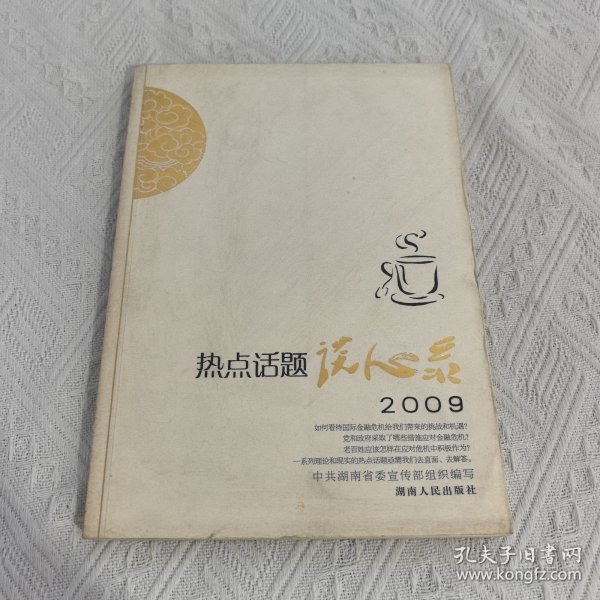 热点话题谈心录
2009
如何看待国际金融危机给我们带来的挑战和机遇?
党和政府采取了哪些措施应对金融危机?
老百姓应该怎样在应对危机中积极作为?
一系列理论和现实的热点话题亟需我们去直面、去解答。
中共湖南省委宣传部组织编写
湖南人民出版社
孔夫子旧书网
www.kongfz.com